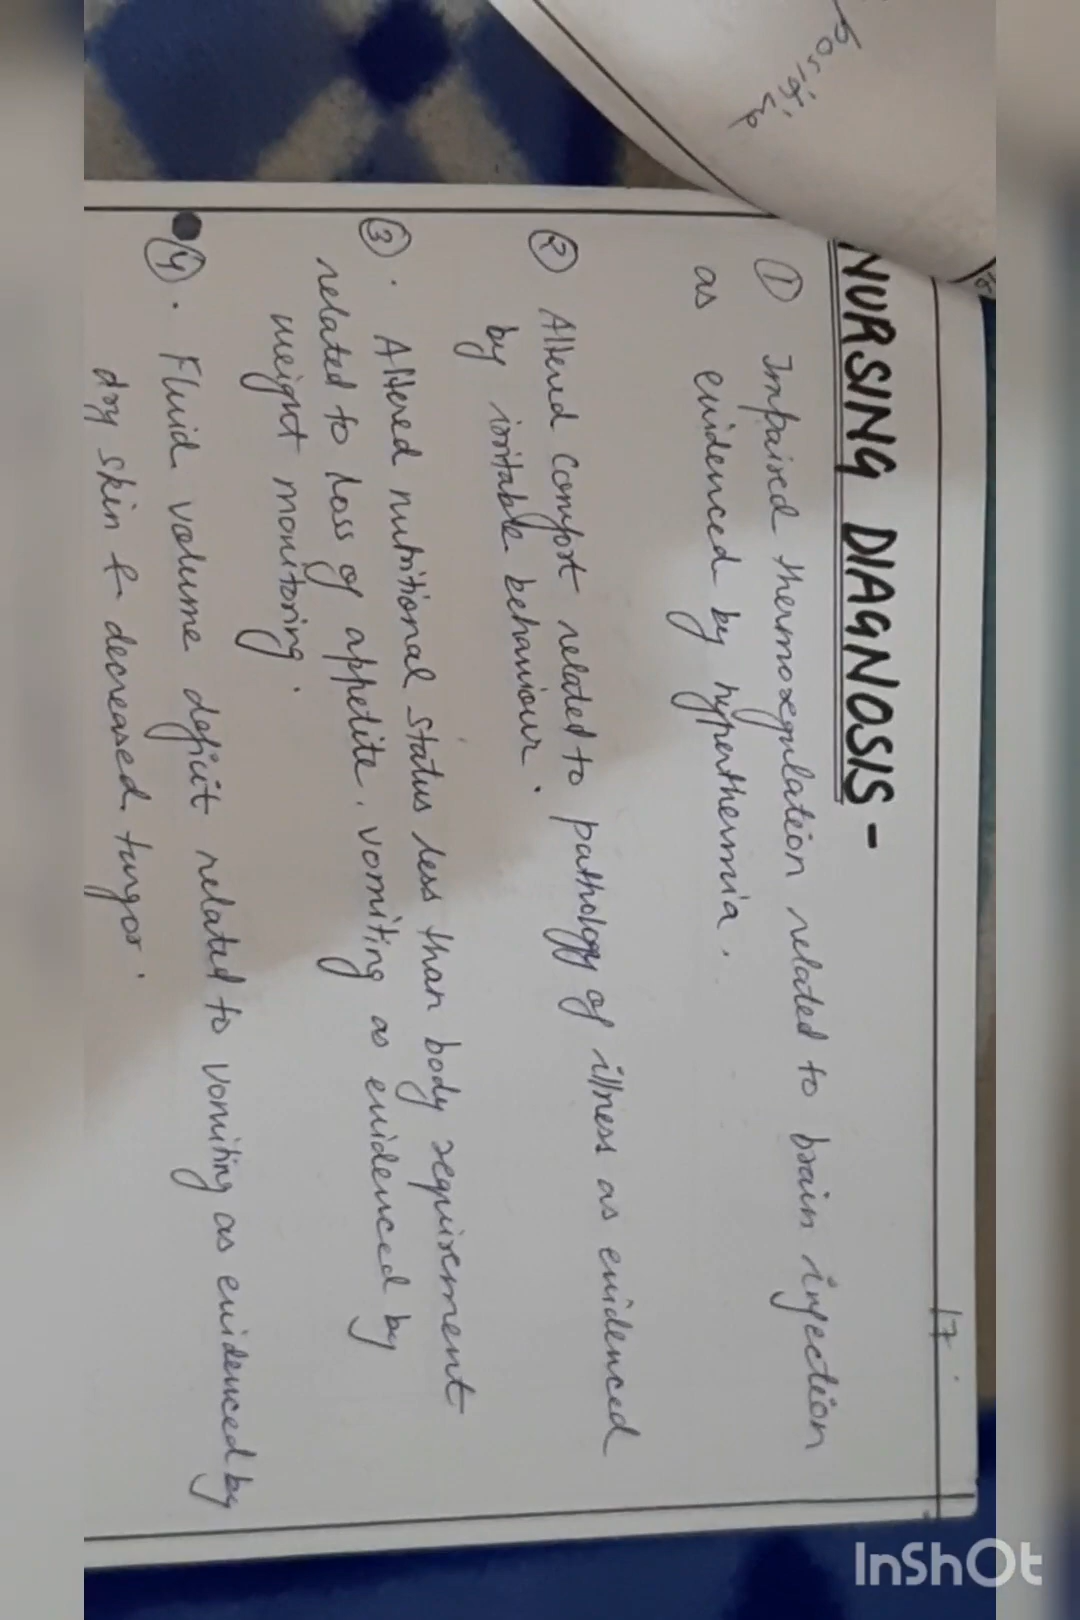 17
NURSING DIAGNOSIS -
① Impaired thermoregulation related to brain infection
as evidenced by hyperthermia.
② Altered comfort related to pathology of illness as evidenced
by irritable behaviour.
③. Altered nutritional status less than body requirement
related to loss of appetite, vomiting as evidenced by
weight monitoring.
④. Fluid volume deficit related to vomiting as evidenced by
dry skin & decreased turgor.
InShOt